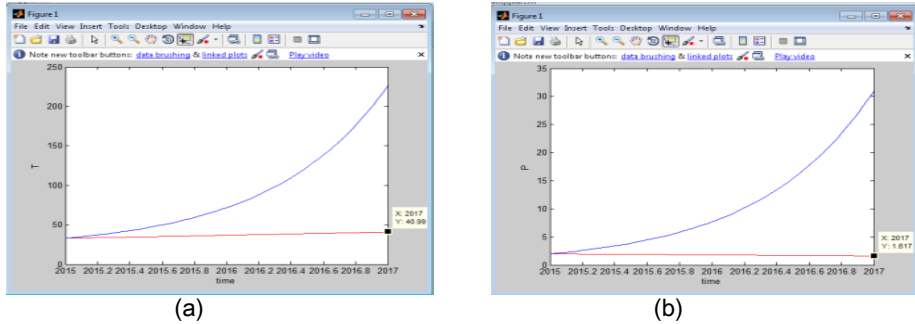 Figure 1
File Edit View Insert Tools Desktop Window Help
Note new toolbar buttons: data brushing & linked plots Play video
250
200
150
100
50
0
T
2015 2015.2 2015.4 2015.6 2015.8 2016 2016.2 2016.4 2016.6 2016.8 2017
time
X: 2017
Y: 40.99
(a)
Figure 1
File Edit View Insert Tools Desktop Window Help
Note new toolbar buttons: data brushing & linked plots Play video
35
30
25
20
15
10
5
0
P
2015 2015.2 2015.4 2015.6 2015.8 2016 2016.2 2016.4 2016.6 2016.8 2017
time
X: 2017
Y: 1.617
(b)